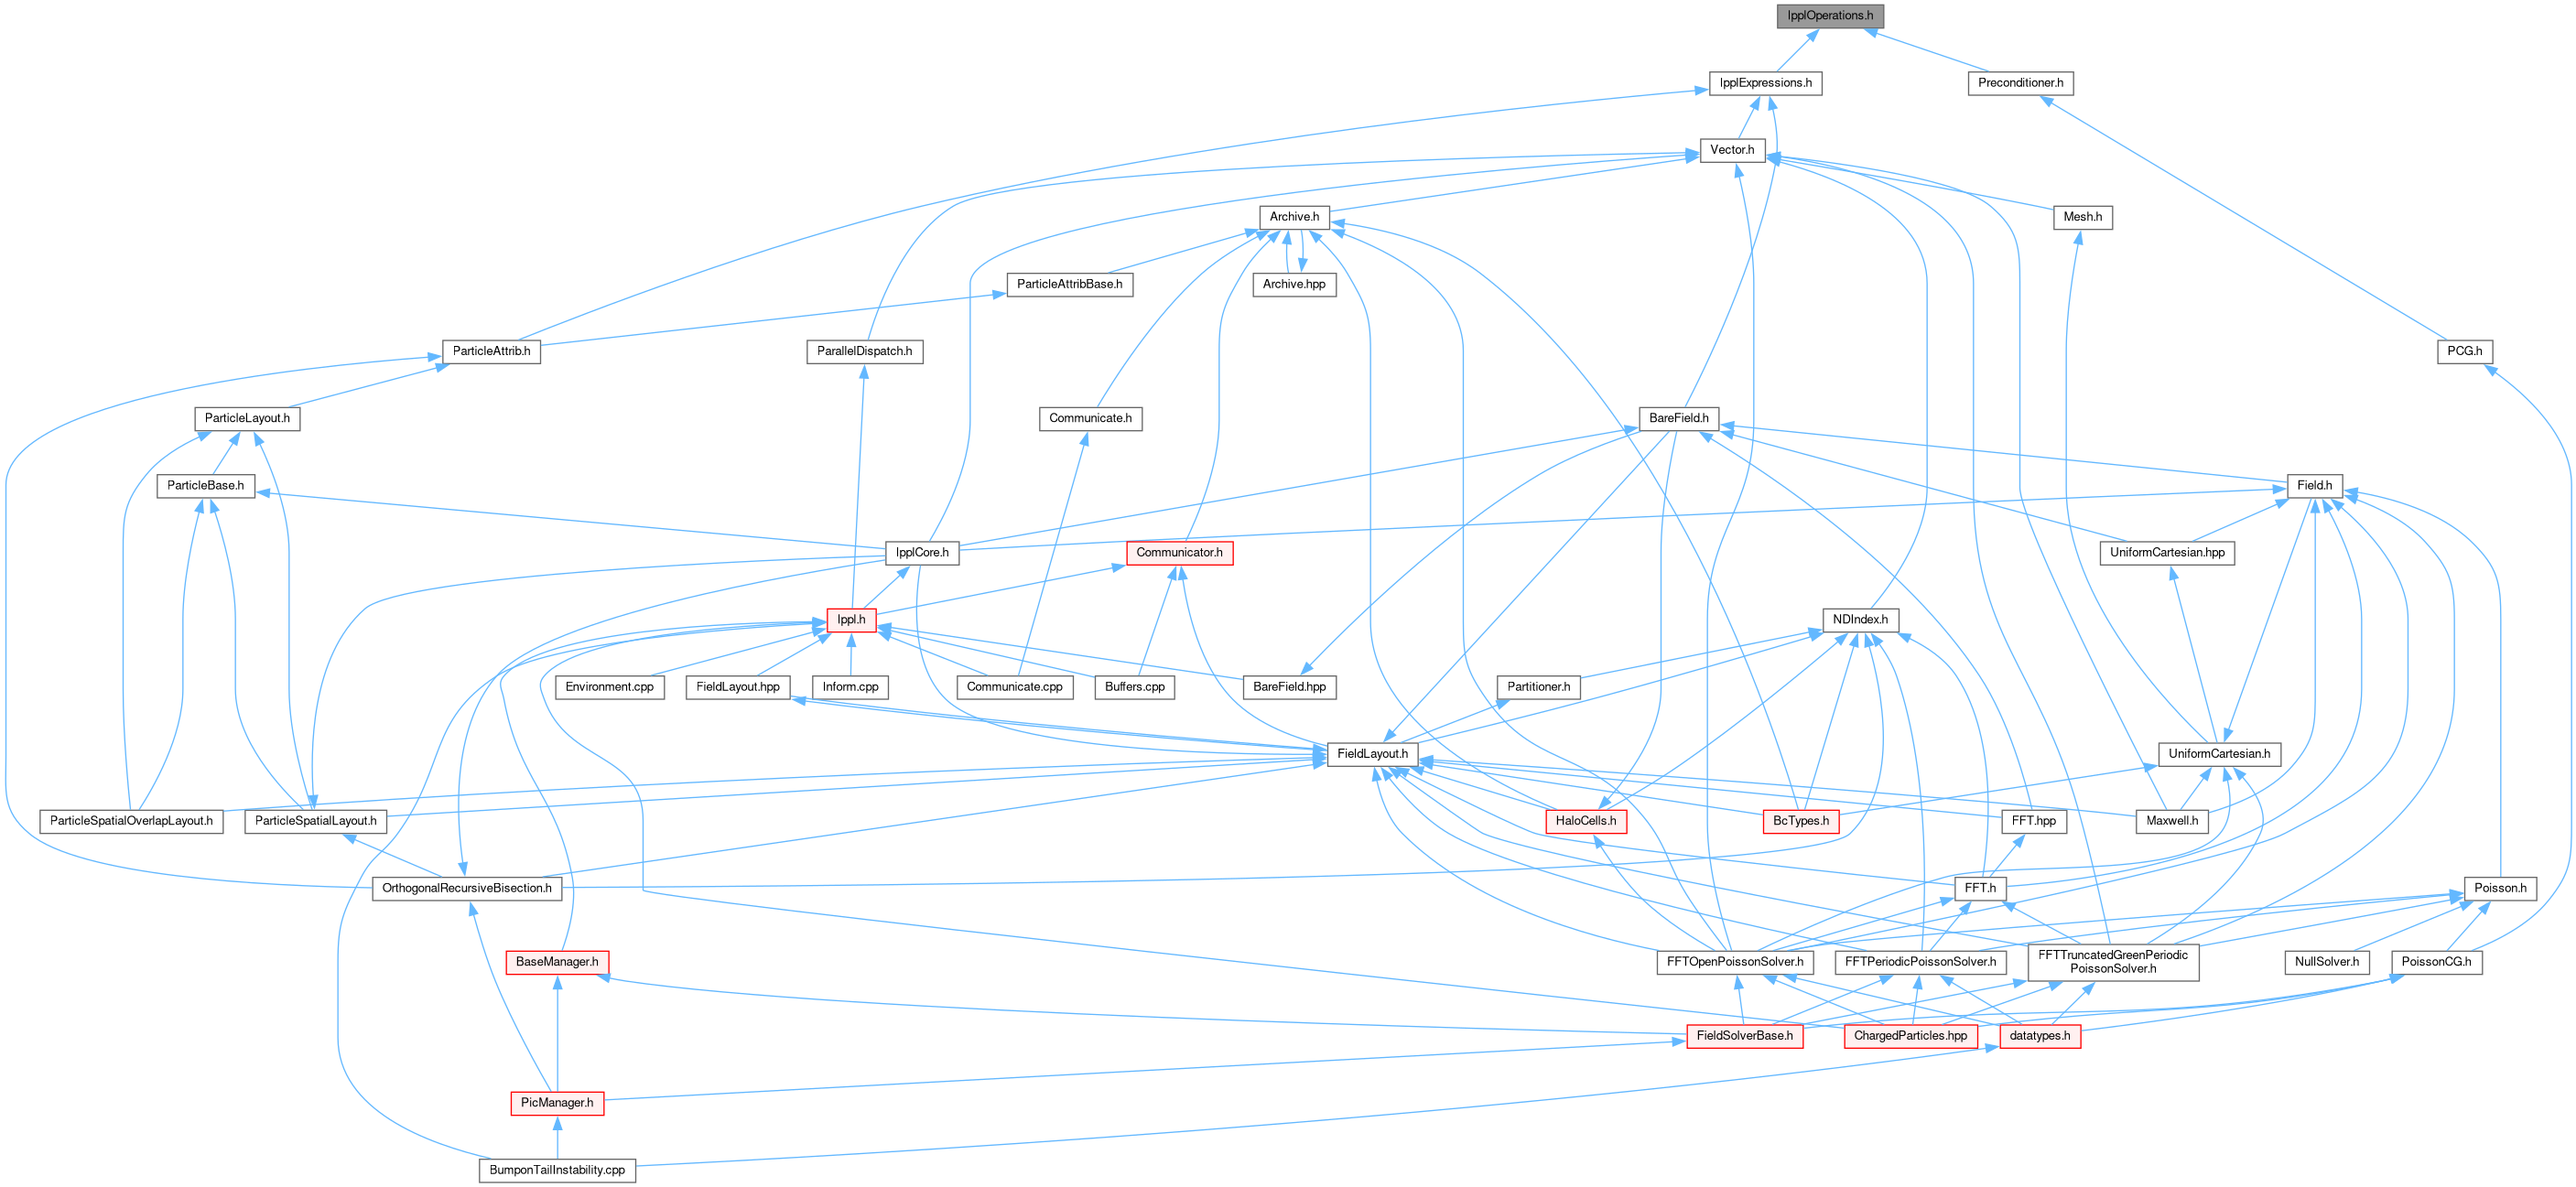 IpplOperations.h
IpplExpressions.h
Preconditioner.h
Vector.h
Archive.h
Mesh.h
ParticleAttribBase.h
Archive.hpp
ParticleAttrib.h
ParallelDispatch.h
PCG.h
ParticleLayout.h
Communicate.h
BareField.h
ParticleBase.h
Field.h
IpplCore.h
Communicator.h
UniformCartesian.hpp
Ippl.h
NDIndex.h
Environment.cpp
FieldLayout.hpp
Inform.cpp
Communicate.cpp
Buffers.cpp
BareField.hpp
Partitioner.h
FieldLayout.h
UniformCartesian.h
ParticleSpatialOverlapLayout.h
ParticleSpatialLayout.h
HaloCells.h
BcTypes.h
FFT.hpp
Maxwell.h
OrthogonalRecursiveBisection.h
FFT.h
Poisson.h
BaseManager.h
FFTOpenPoissonSolver.h
FFTPeriodicPoissonSolver.h
FFTTruncatedGreenPeriodic
PoissonSolver.h
NullSolver.h
PoissonCG.h
FieldSolverBase.h
ChargedParticles.hpp
datatypes.h
PicManager.h
BumponTailInstability.cpp